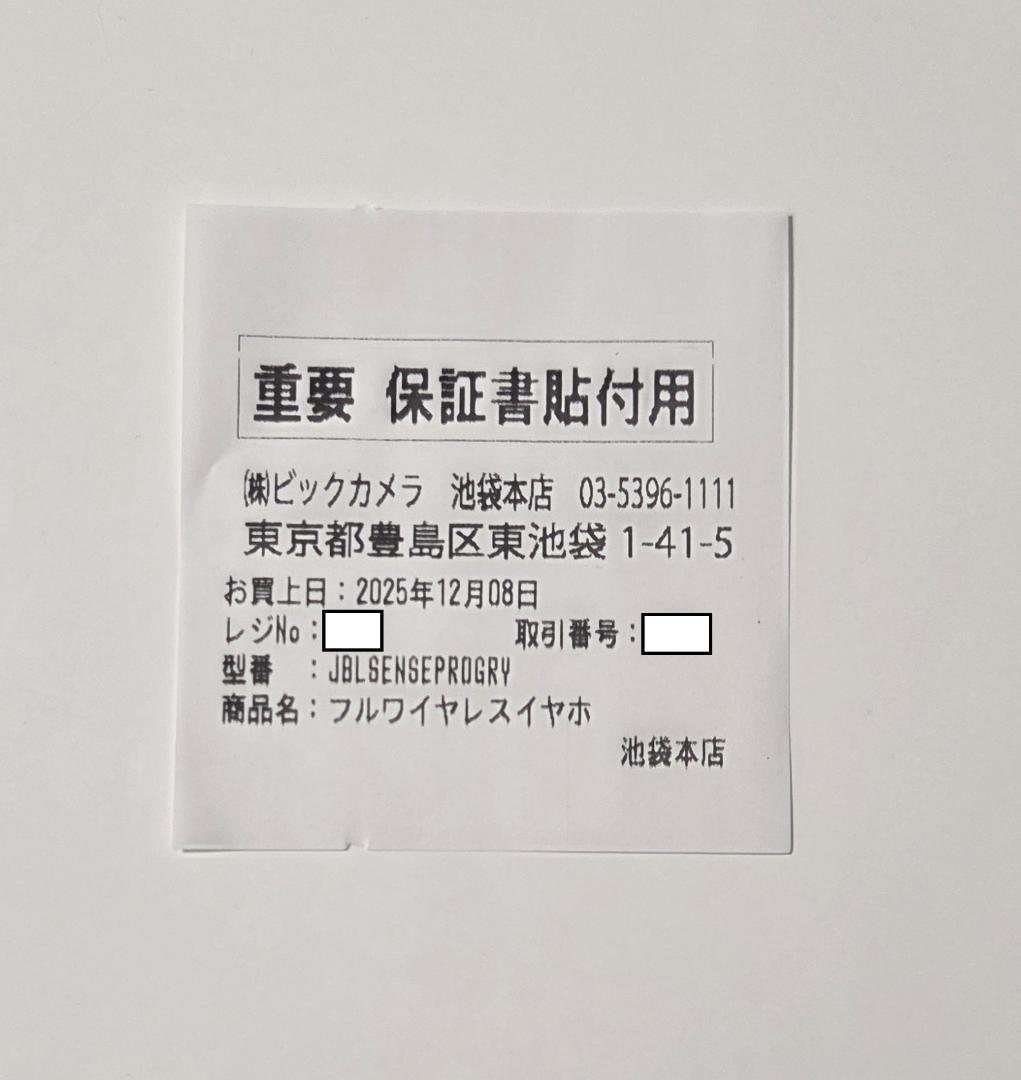 重要 保証書貼付用
㈱ビックカメラ 池袋本店 03-5396-1111
東京都豊島区東池袋 1-41-5
お買上日：2025年12月08日
レジNo： 取引番号：
型番 ：JBLSENSEPROGRY
商品名：フルワイヤレスイヤホ
池袋本店